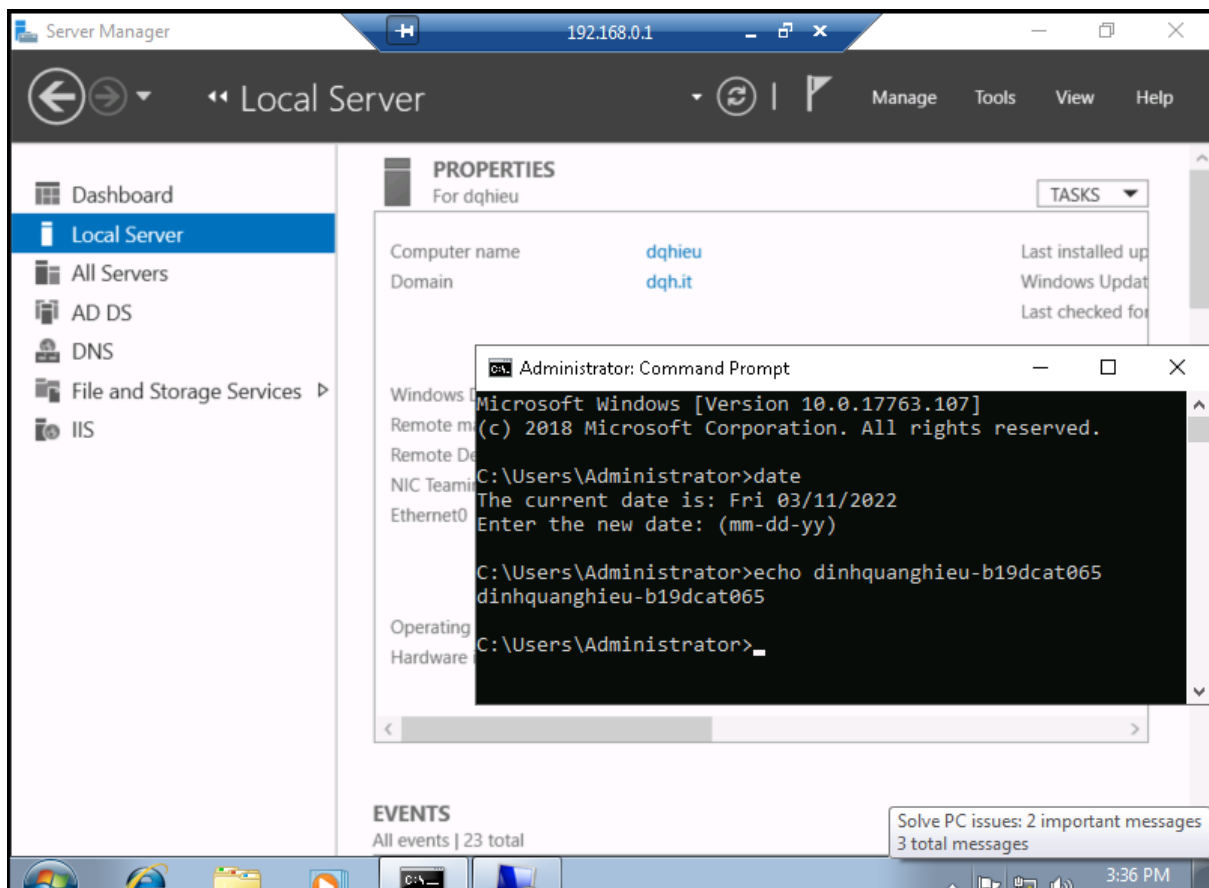 Server Manager
192.168.0.1
Local Server
Manage Tools View Help
Dashboard
Local Server
All Servers
AD DS
DNS
File and Storage Services
IIS
PROPERTIES
For dqhieu
TASKS
Computer name dqhieu Last installed up
Domain dqh.it Windows Updat
Last checked for
Windows D
Remote ma
Remote De
NIC Teamin
Ethernet0
Operating
Hardware i
Administrator: Command Prompt
Microsoft Windows [Version 10.0.17763.107]
(c) 2018 Microsoft Corporation. All rights reserved.
C:\Users\Administrator>date
The current date is: Fri 03/11/2022
Enter the new date: (mm-dd-yy)
C:\Users\Administrator>echo dinhquanghieu-b19dcat065
dinhquanghieu-b19dcat065
C:\Users\Administrator>
EVENTS
All events | 23 total
Solve PC issues: 2 important messages
3 total messages
3:36 PM